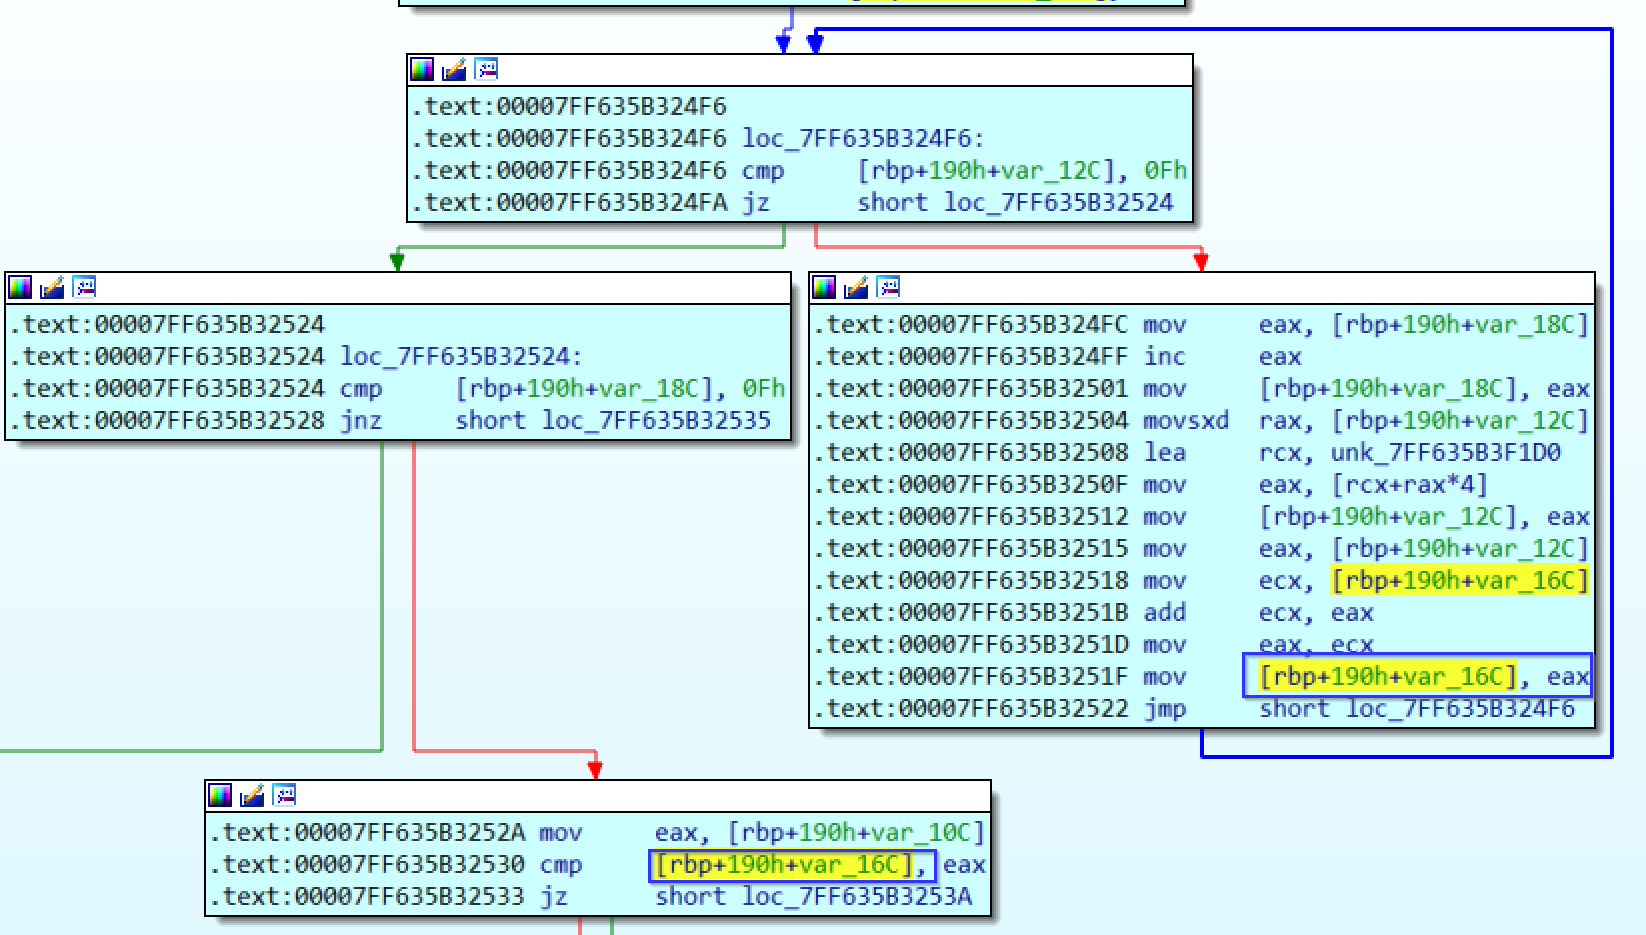 .text:00007FF635B324F6
.text:00007FF635B324F6 loc_7FF635B324F6:
.text:00007FF635B324F6 cmp     [rbp+190h+var_12C], 0Fh
.text:00007FF635B324FA jz      short loc_7FF635B32524
.text:00007FF635B32524
.text:00007FF635B32524 loc_7FF635B32524:
.text:00007FF635B32524 cmp     [rbp+190h+var_18C], 0Fh
.text:00007FF635B32528 jnz     short loc_7FF635B32535
.text:00007FF635B324FC mov     eax, [rbp+190h+var_18C]
.text:00007FF635B324FF inc     eax
.text:00007FF635B32501 mov     [rbp+190h+var_18C], eax
.text:00007FF635B32504 movsxd  rax, [rbp+190h+var_12C]
.text:00007FF635B32508 lea     rcx, unk_7FF635B3F1D0
.text:00007FF635B3250F mov     eax, [rcx+rax*4]
.text:00007FF635B32512 mov     [rbp+190h+var_12C], eax
.text:00007FF635B32515 mov     eax, [rbp+190h+var_12C]
.text:00007FF635B32518 mov     ecx, [rbp+190h+var_16C]
.text:00007FF635B3251B add     ecx, eax
.text:00007FF635B3251D mov     eax, ecx
.text:00007FF635B3251F mov     [rbp+190h+var_16C], eax
.text:00007FF635B32522 jmp     short loc_7FF635B324F6
.text:00007FF635B3252A mov     eax, [rbp+190h+var_10C]
.text:00007FF635B32530 cmp     [rbp+190h+var_16C], eax
.text:00007FF635B32533 jz      short loc_7FF635B3253A